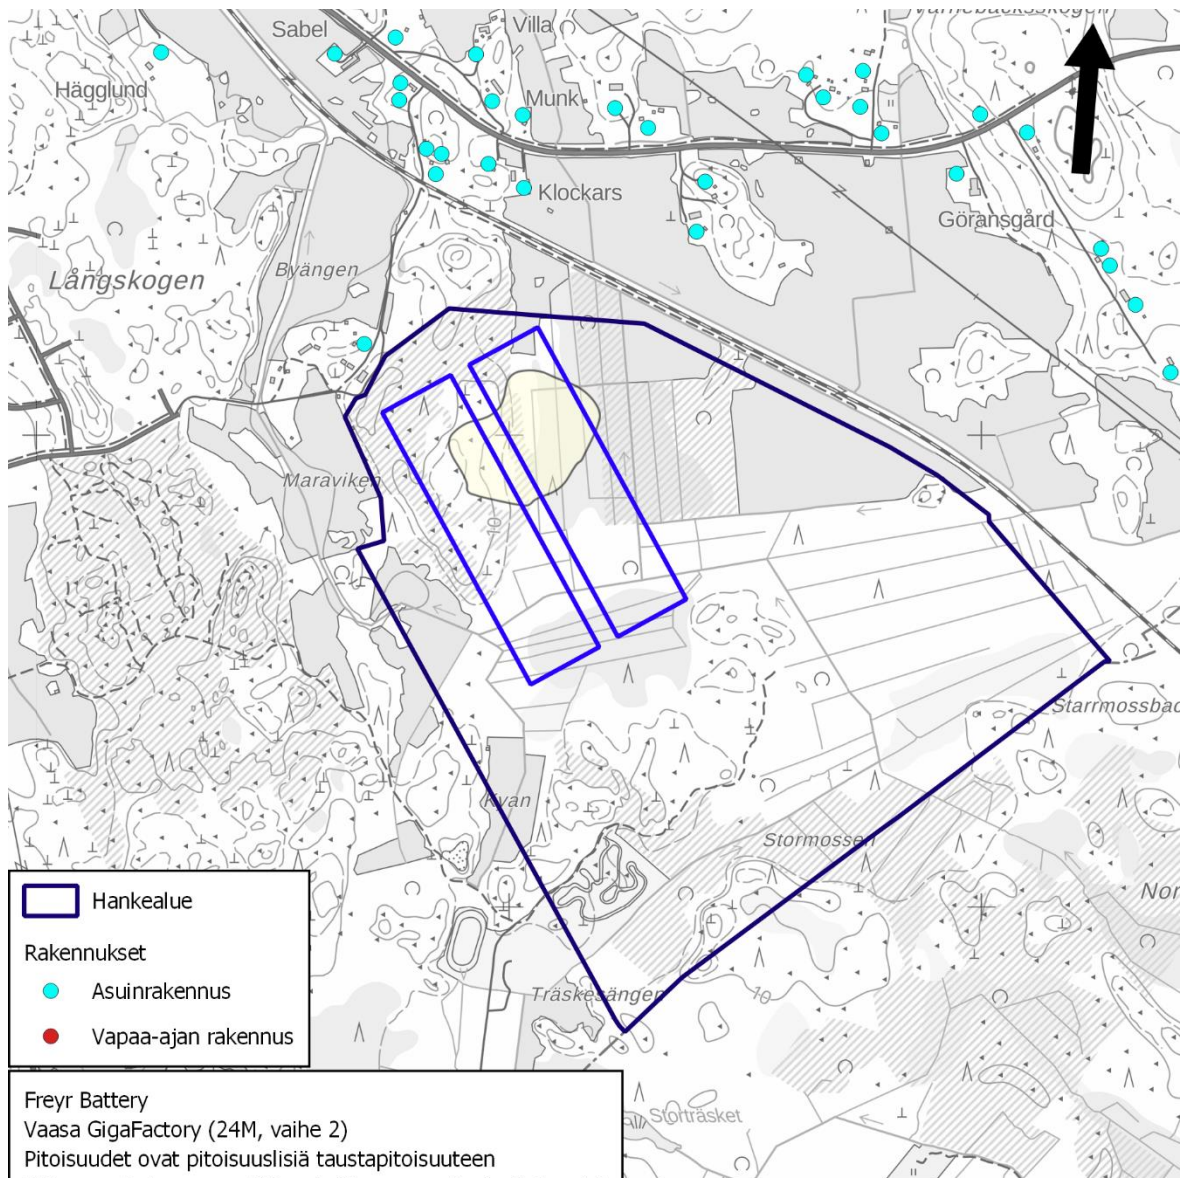 Sabel
Villa
Hägglund
Munk
Klockars
Göransgård
Långskogen
Byängen
Maraviken
10
Starrmossbac
Kvan
Stormossen
Nor
Träskesängen
10
Storträsket
Hankealue
Rakennukset
Asuinrakennus
Vapaa-ajan rakennus
Freyr Battery
Vaasa GigaFactory (24M, vaihe 2)
Pitoisuudet ovat pitoisuuslisiä taustapitoisuuteen